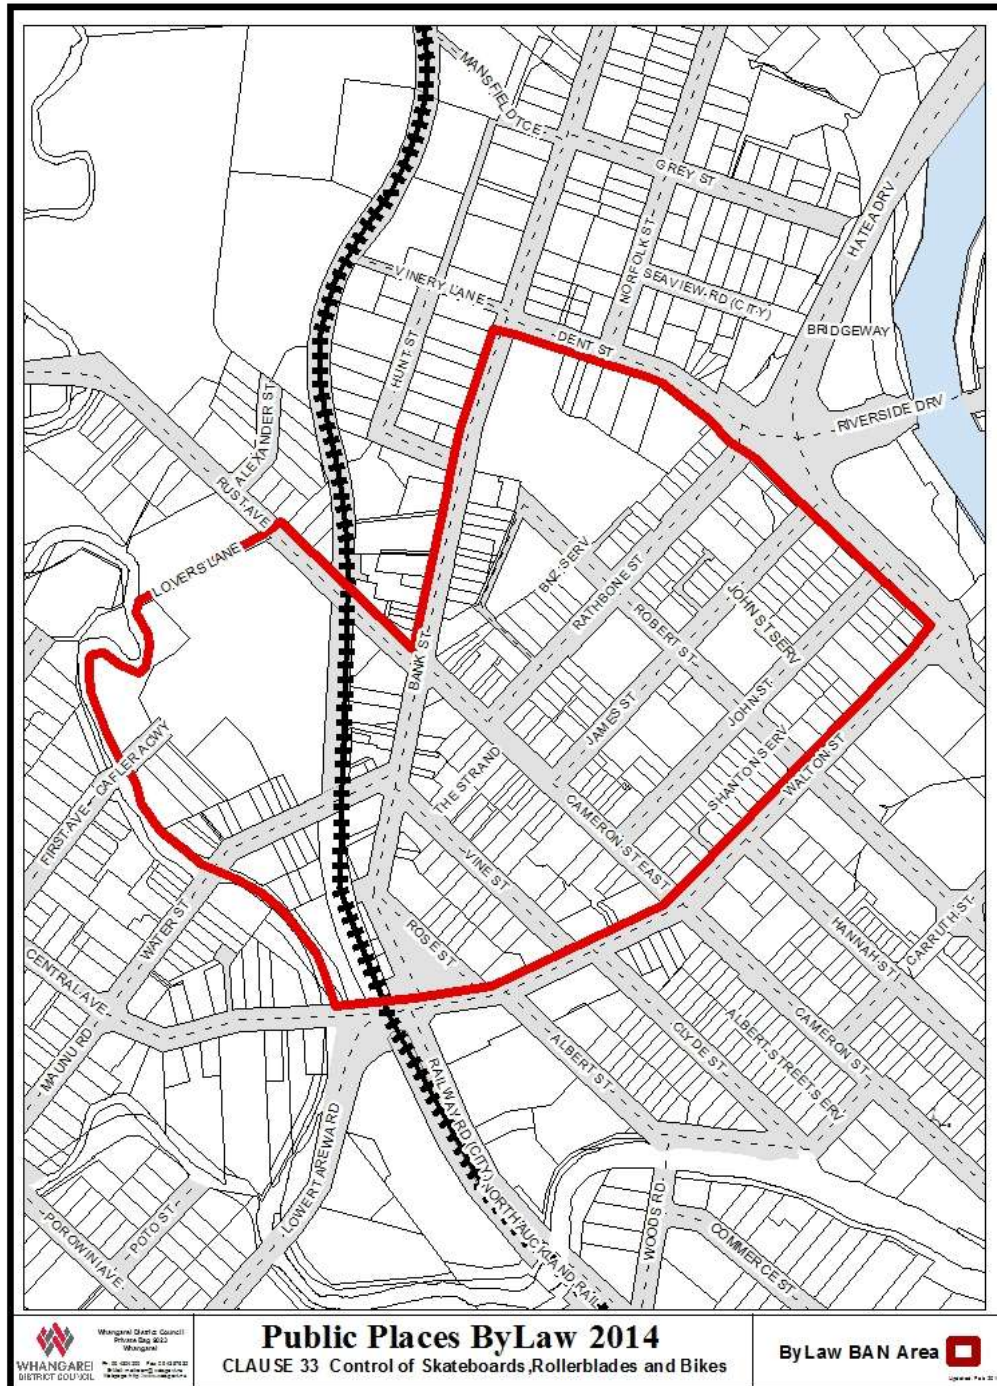 MANSFIELD TCE
GREY ST
HATEA DRV
NORFOLK ST
SEAVIEW RD (CITY)
VINERY LANE
BRIDGEWAY
DENT ST
HUNT ST
RIVERSIDE DRV
ALEXANDER ST
RUST AVE
LOVERS LANE
BNZ SERV
RATHBONE ST
JOHN ST SERV
ROBERT ST
BANK ST
JAMES ST
JOHN ST
SHANTON SERV
WALTON ST
THE STRAND
FIRST AVE - CAFLER ACWY
CAMERON ST EAST
VINE ST
WATER ST
ROSE ST
HANNAH ST
CARRUTH ST
CENTRAL AVE
MAUNU RD
CAMERON ST
ALBERT STREET SERV
CLYDE ST
ALBERT ST
RAILWAY RD (CITY)
LOWER TAREWA RD
NORTH AUCKLAND RAIL
WOODS RD
COMMERCE ST
POTO ST
POROWINI AVE
WHANGAREI
DISTRICT COUNCIL
Whangarei District Council
Private Bag 9023
Whangarei
Public Places ByLaw 2014
CLAUSE 33 Control of Skateboards,Rollerblades and Bikes
By Law BAN Area